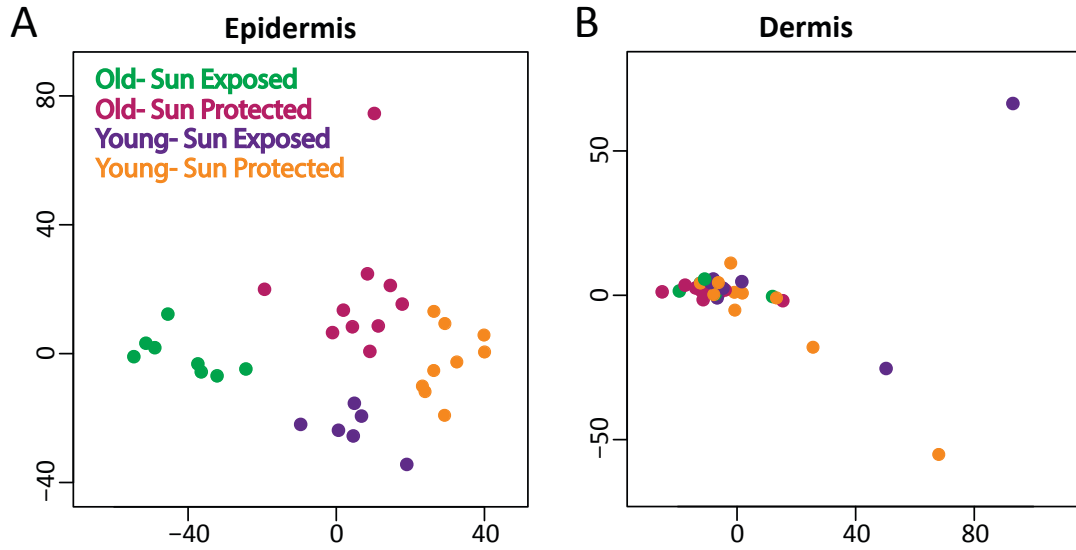 A
Epidermis
Old- Sun Exposed
Old- Sun Protected
Young- Sun Exposed
Young- Sun Protected
80
40
0
−40
−40
0
40
B
Dermis
50
0
−50
0
40
80